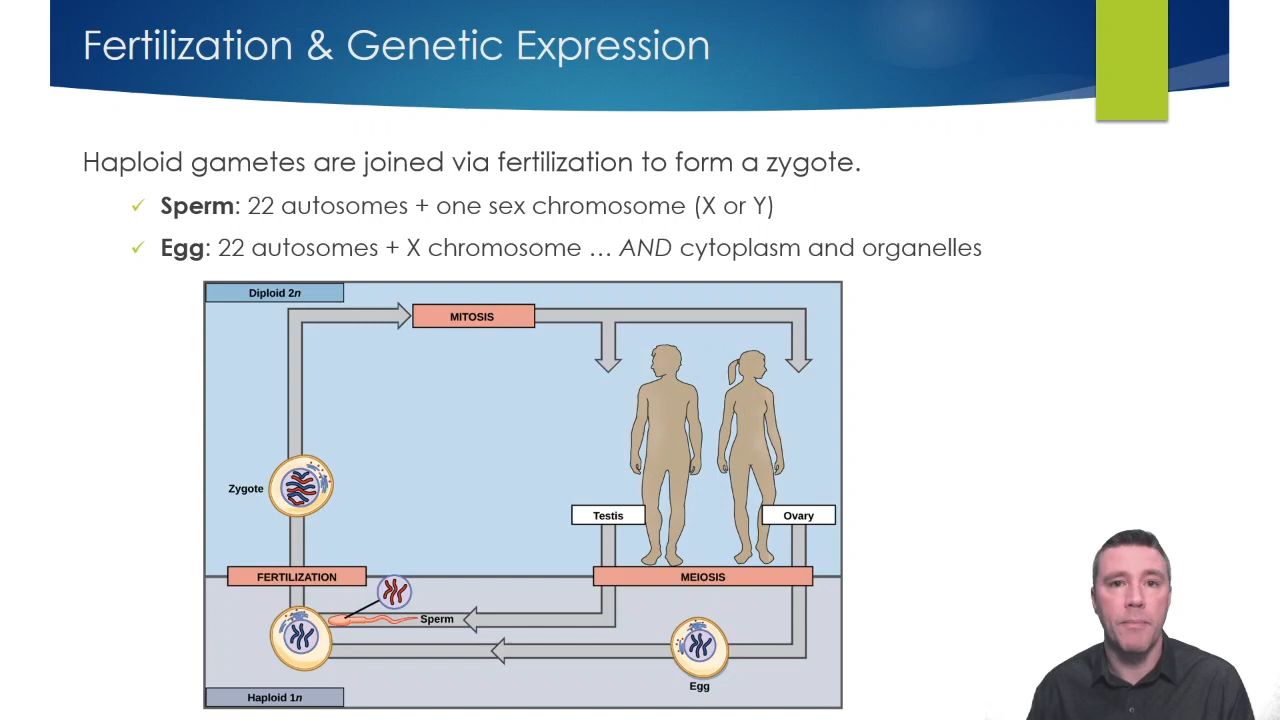 Fertilization & Genetic Expression
Haploid gametes are joined via fertilization to form a zygote.
✓ Sperm: 22 autosomes + one sex chromosome (X or Y)
✓ Egg: 22 autosomes + X chromosome … AND cytoplasm and organelles
Diploid 2n
MITOSIS
Zygote
Testis
Ovary
FERTILIZATION
MEIOSIS
Sperm
Egg
Haploid 1n